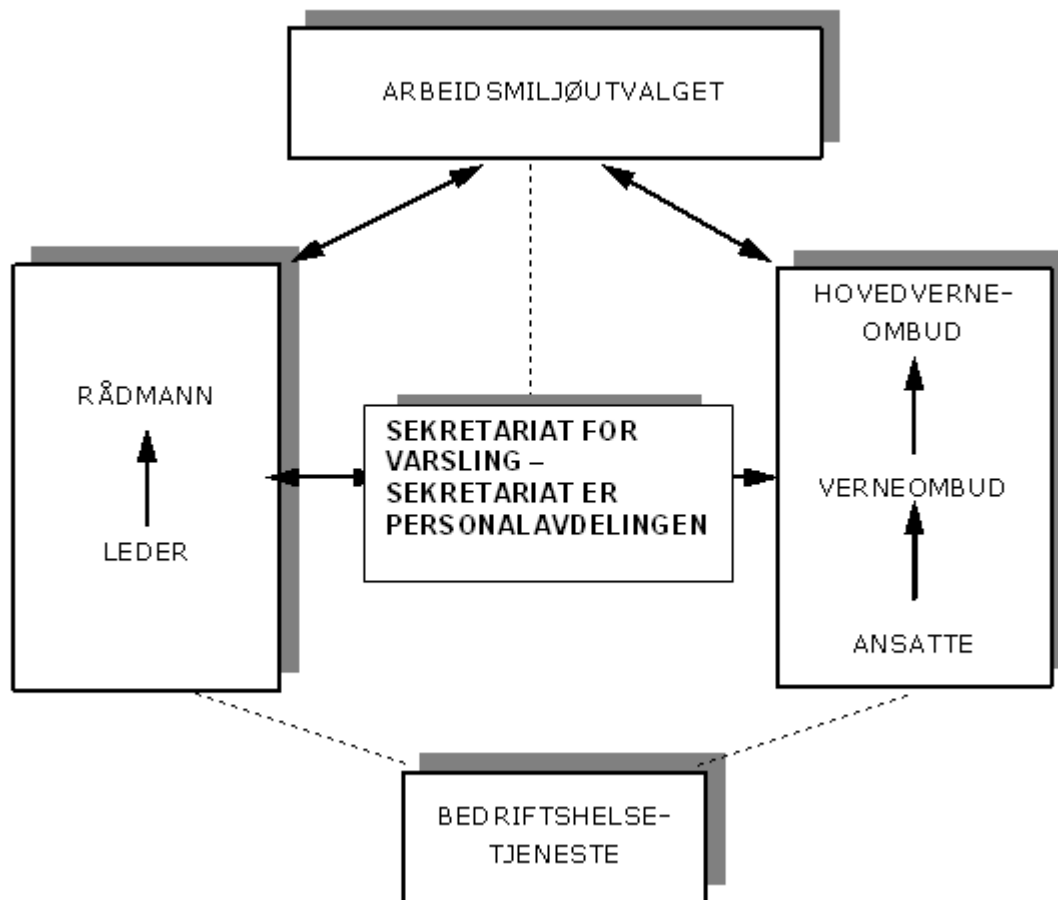 ARBEIDSMILJØUTVALGET
RÅDMANN
LEDER
SEKRETARIAT FOR
VARSLING –
SEKRETARIAT ER
PERSONALAVDELINGEN
HOVEDVERNE-
OMBUD
VERNEOMBUD
ANSATTE
BEDRIFTSHELSE-
TJENESTE